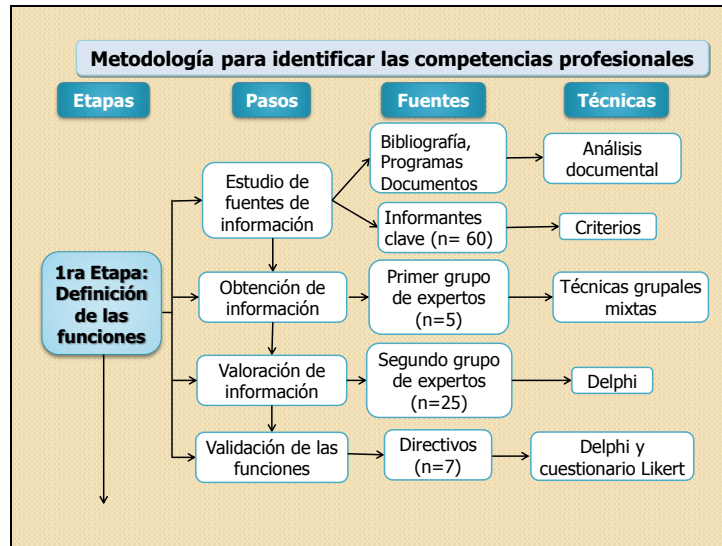 Metodología para identificar las competencias profesionales
Etapas
Pasos
Fuentes
Técnicas
Bibliografía,
Programas
Documentos
Análisis
documental
Estudio de
fuentes de
información
Informantes
clave (n= 60)
Criterios
1ra Etapa:
Definición
de las
funciones
Obtención de
información
Primer grupo
de expertos
(n=5)
Técnicas grupales
mixtas
Valoración de
información
Segundo grupo
de expertos
(n=25)
Delphi
Validación de las
funciones
Directivos
(n=7)
Delphi y
cuestionario Likert